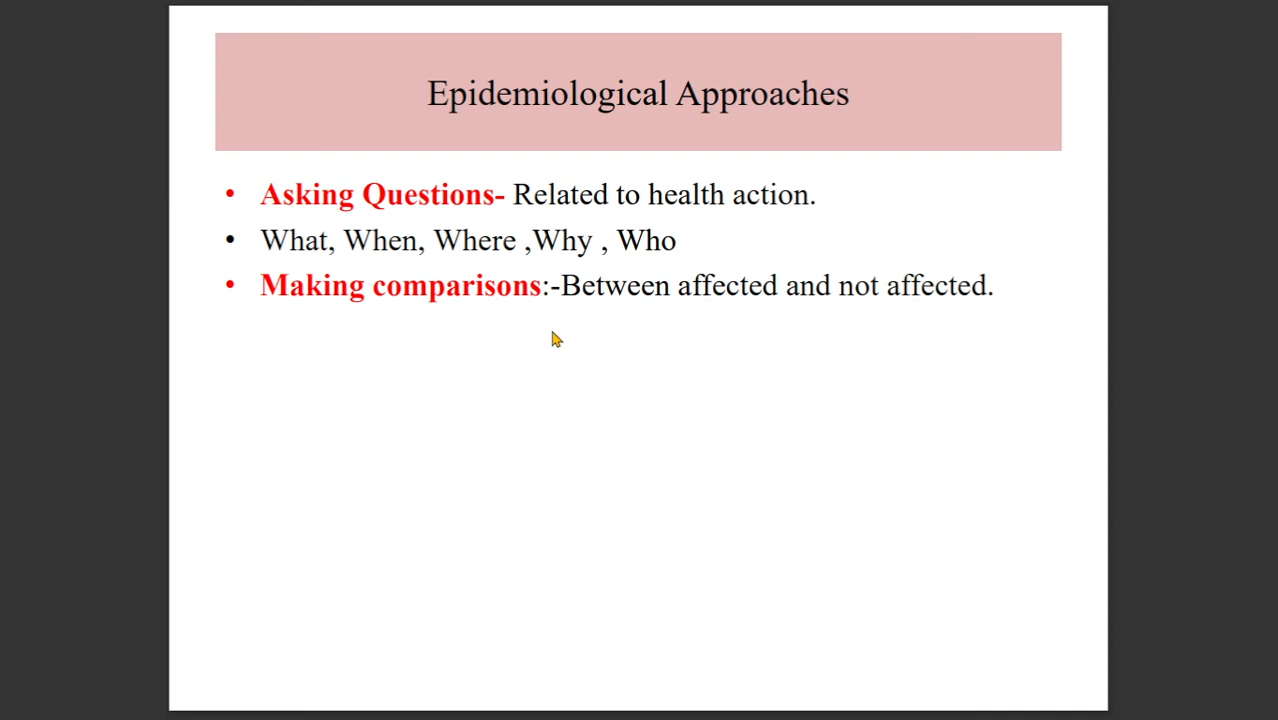 Epidemiological Approaches
• Asking Questions- Related to health action.
• What, When, Where ,Why , Who
• Making comparisons:-Between affected and not affected.